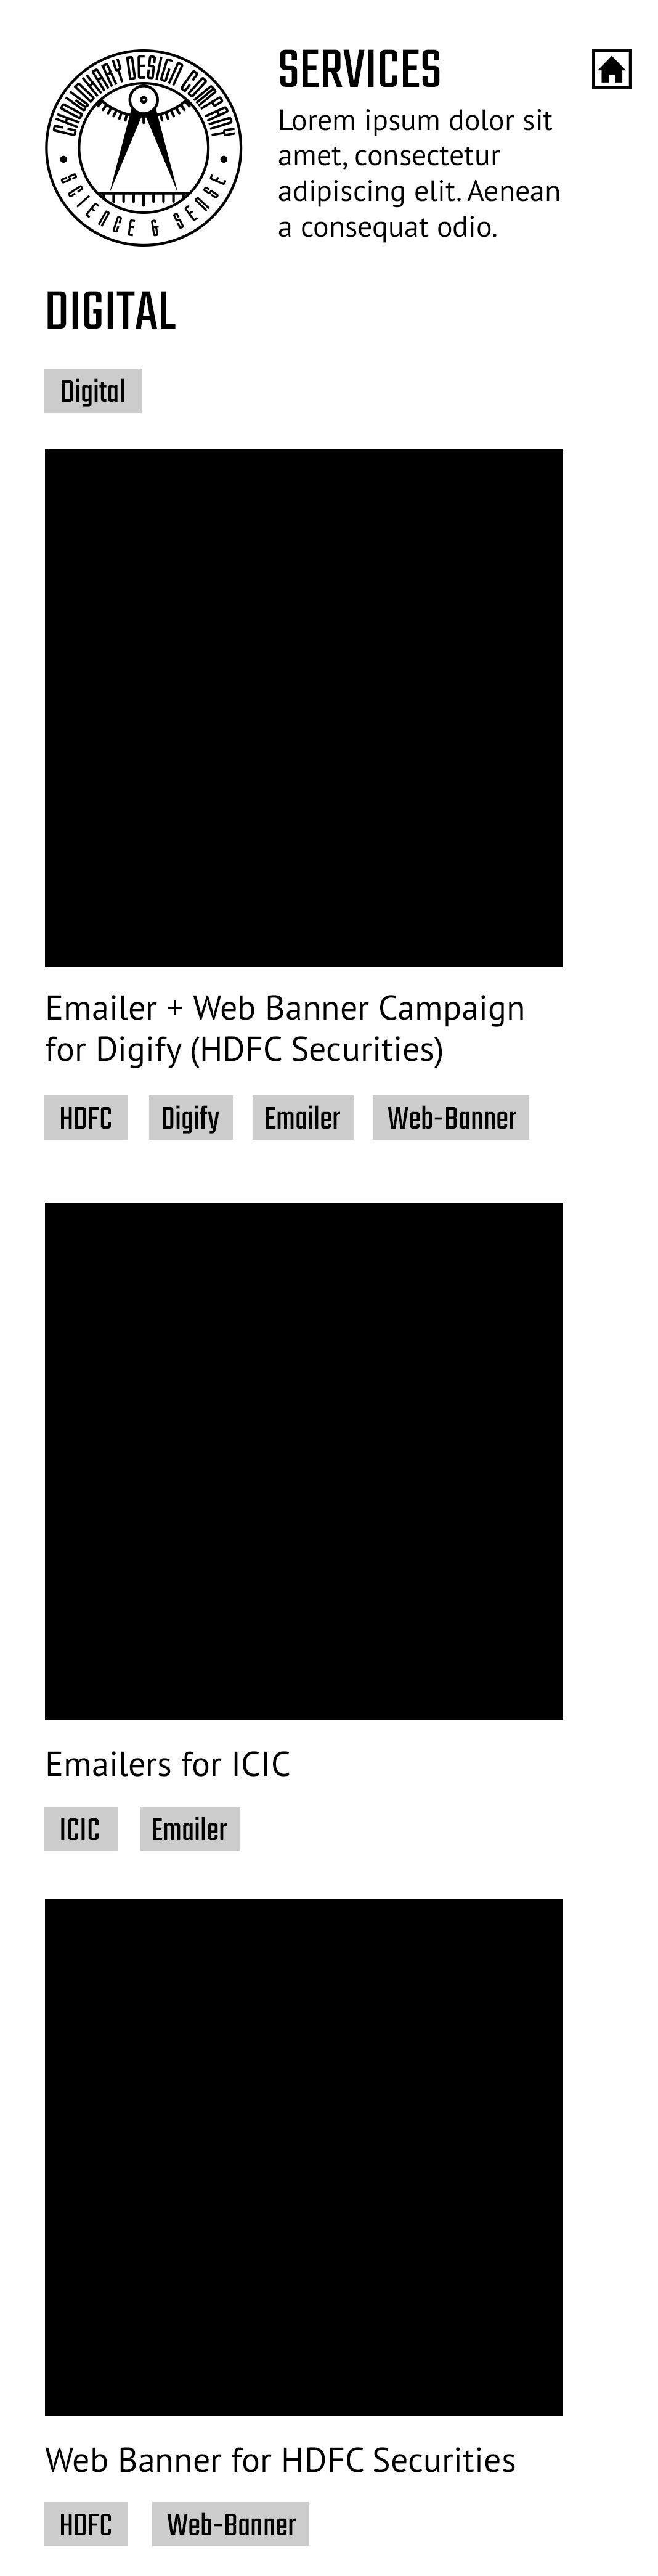 CHOWDHARY DESIGN COMPANY
SCIENCE & SENSE
SERVICES
Lorem ipsum dolor sit
amet, consectetur
adipiscing elit. Aenean
a consequat odio.
DIGITAL
Digital
Emailer + Web Banner Campaign
for Digify (HDFC Securities)
HDFC Digify Emailer Web-Banner
Emailers for ICIC
ICIC Emailer
Web Banner for HDFC Securities
HDFC Web-Banner